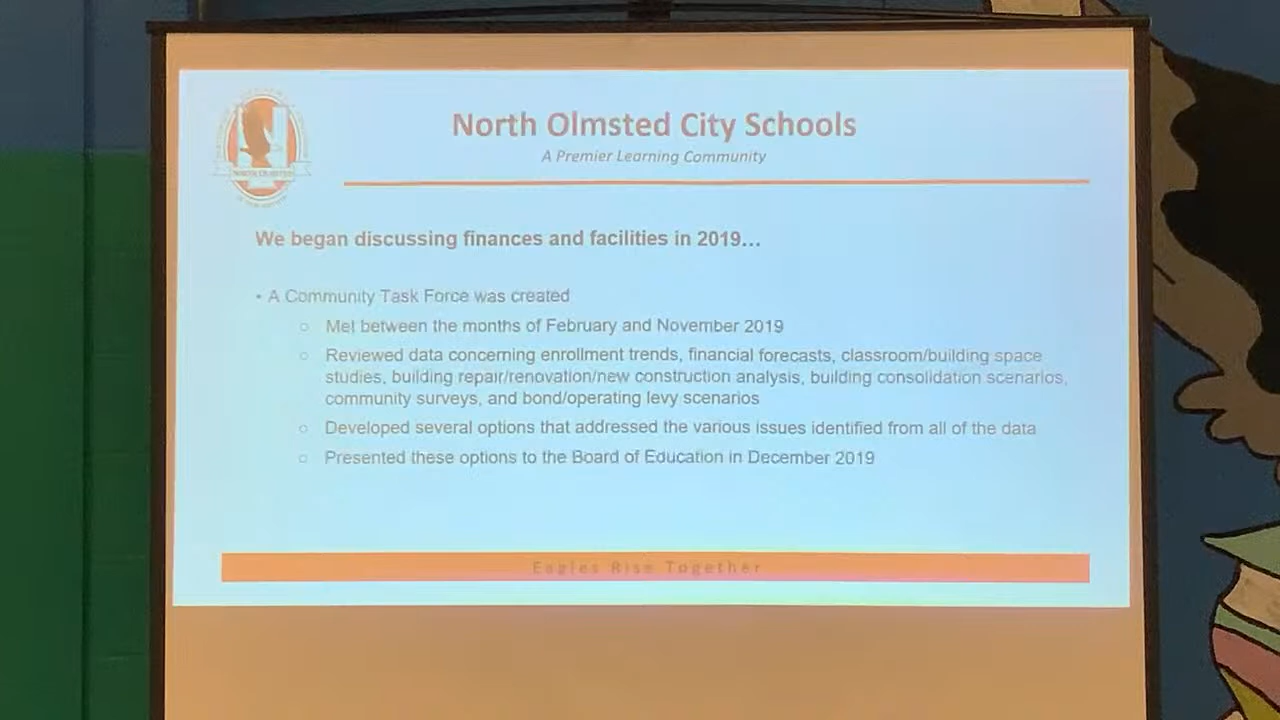 North Olmsted City Schools
A Premier Learning Community
NORTH OLMSTED
We began discussing finances and facilities in 2019…
• A Community Task Force was created
○ Met between the months of February and November 2019
○ Reviewed data concerning enrollment trends, financial forecasts, classroom/building space
studies, building repair/renovation/new construction analysis, building consolidation scenarios,
community surveys, and bond/operating levy scenarios
○ Developed several options that addressed the various issues identified from all of the data
○ Presented these options to the Board of Education in December 2019
Eagles Rise Together